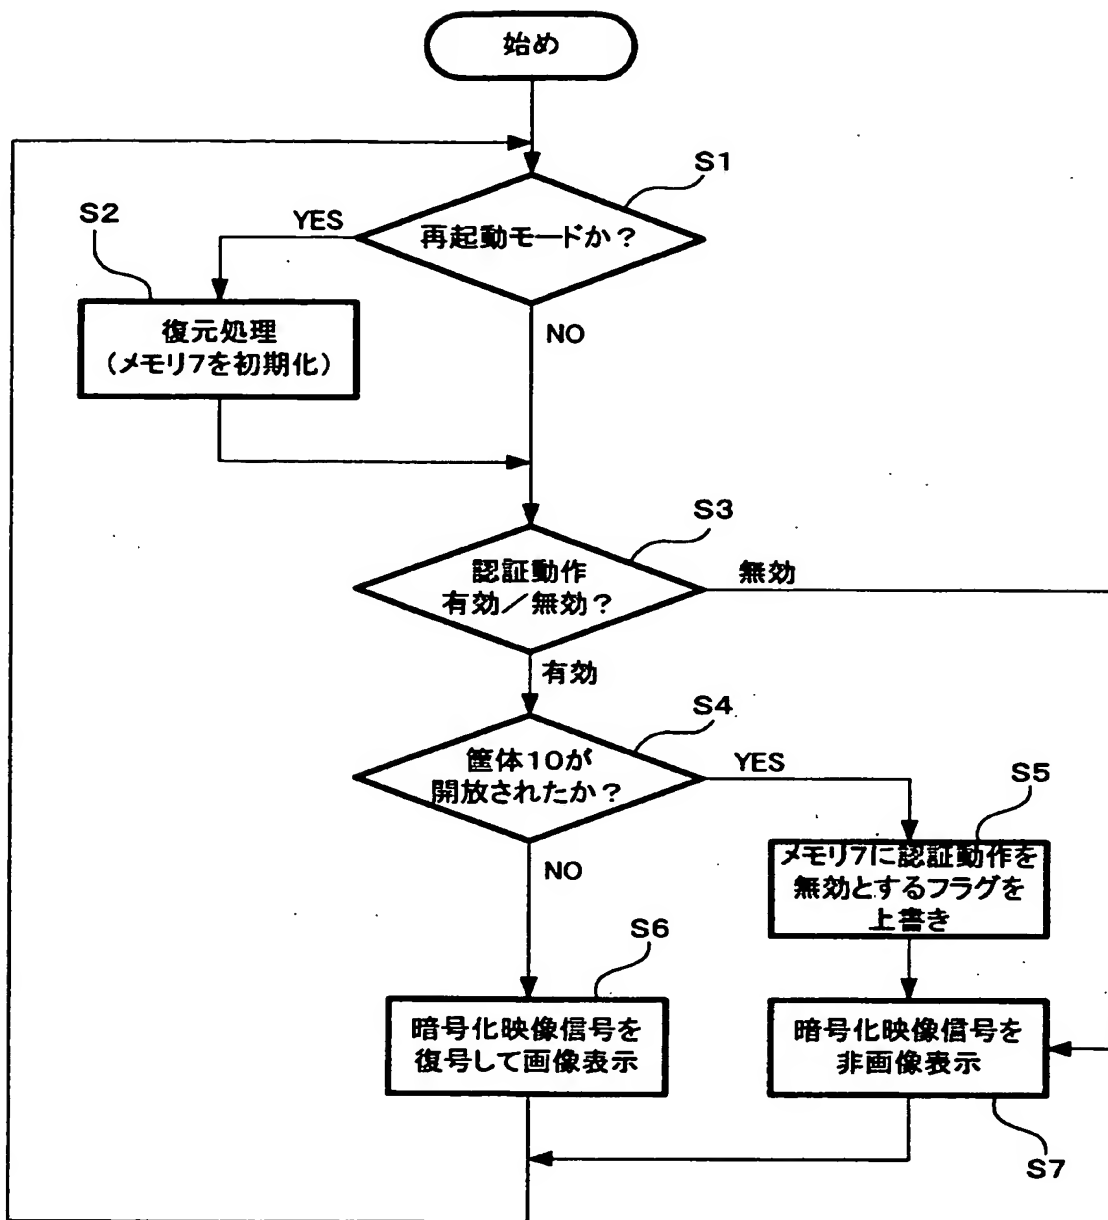 始め
S1
再起動モードか?
YES
S2
復元処理
(メモリ7を初期化)
NO
S3
認証動作
有効/無効?
無効
有効
S4
筐体10が
開放されたか?
YES
S5
メモリ7に認証動作を
無効とするフラグを
上書き
NO
S6
暗号化映像信号を
復号して画像表示
暗号化映像信号を
非画像表示
S7